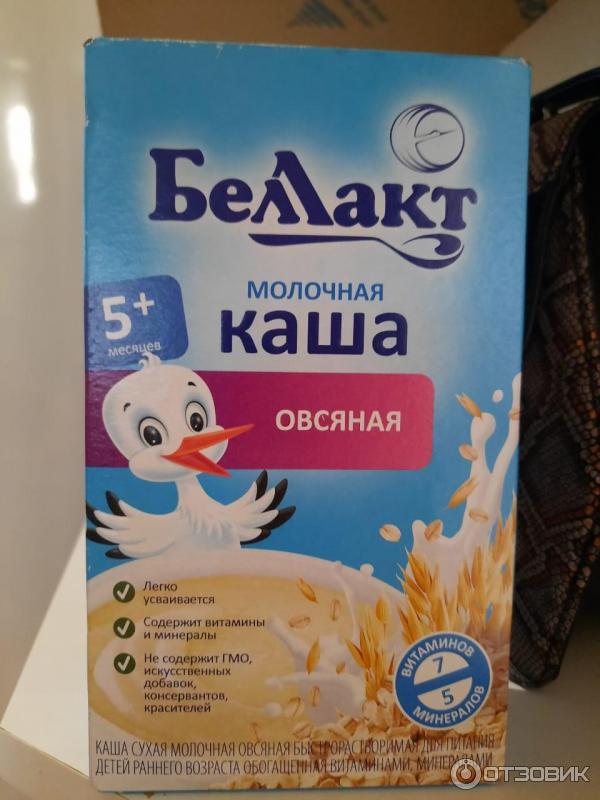 Беллакт
МОЛОЧНАЯ
каша
5+
месяцев
ОВСЯНАЯ
Легко
усваивается
Содержит витамины
и минералы
Не содержит ГМО,
искусственных
добавок,
консервантов,
красителей
ВИТАМИНОВ
7
5
МИНЕРАЛОВ
КАША СУХАЯ МОЛОЧНАЯ ОВСЯНАЯ БЫСТРОРАСТВОРИМАЯ ДЛЯ ПИТАНИЯ
ДЕТЕЙ РАННЕГО ВОЗРАСТА ОБОГАЩЕННАЯ ВИТАМИНАМИ, МИНЕРАЛАМИ
ОТЗОВИК